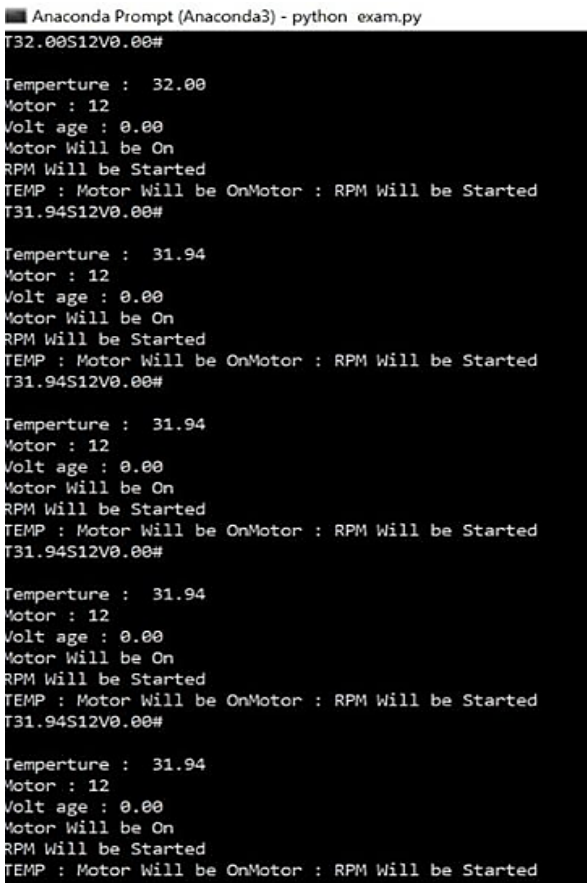 Anaconda Prompt (Anaconda3) - python exam.py
T32.00S12V0.00#
Temperture : 32.00
Motor : 12
Volt age : 0.00
Motor Will be On
RPM Will be Started
TEMP : Motor Will be OnMotor : RPM Will be Started
T31.94S12V0.00#
Temperture : 31.94
Motor : 12
Volt age : 0.00
Motor Will be On
RPM Will be Started
TEMP : Motor Will be OnMotor : RPM Will be Started
T31.94S12V0.00#
Temperture : 31.94
Motor : 12
Volt age : 0.00
Motor Will be On
RPM Will be Started
TEMP : Motor Will be OnMotor : RPM Will be Started
T31.94S12V0.00#
Temperture : 31.94
Motor : 12
Volt age : 0.00
Motor Will be On
RPM Will be Started
TEMP : Motor Will be OnMotor : RPM Will be Started
T31.94S12V0.00#
Temperture : 31.94
Motor : 12
Volt age : 0.00
Motor Will be On
RPM Will be Started
TEMP : Motor Will be OnMotor : RPM Will be Started